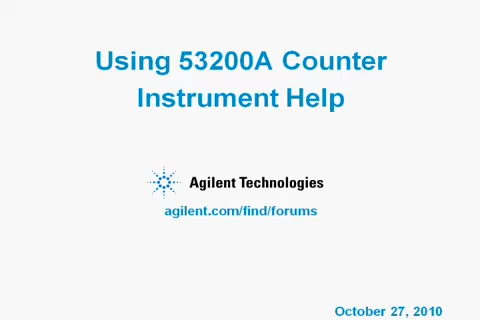 Using 53200A Counter
Instrument Help
Agilent Technologies
agilent.com/find/forums
October 27, 2010